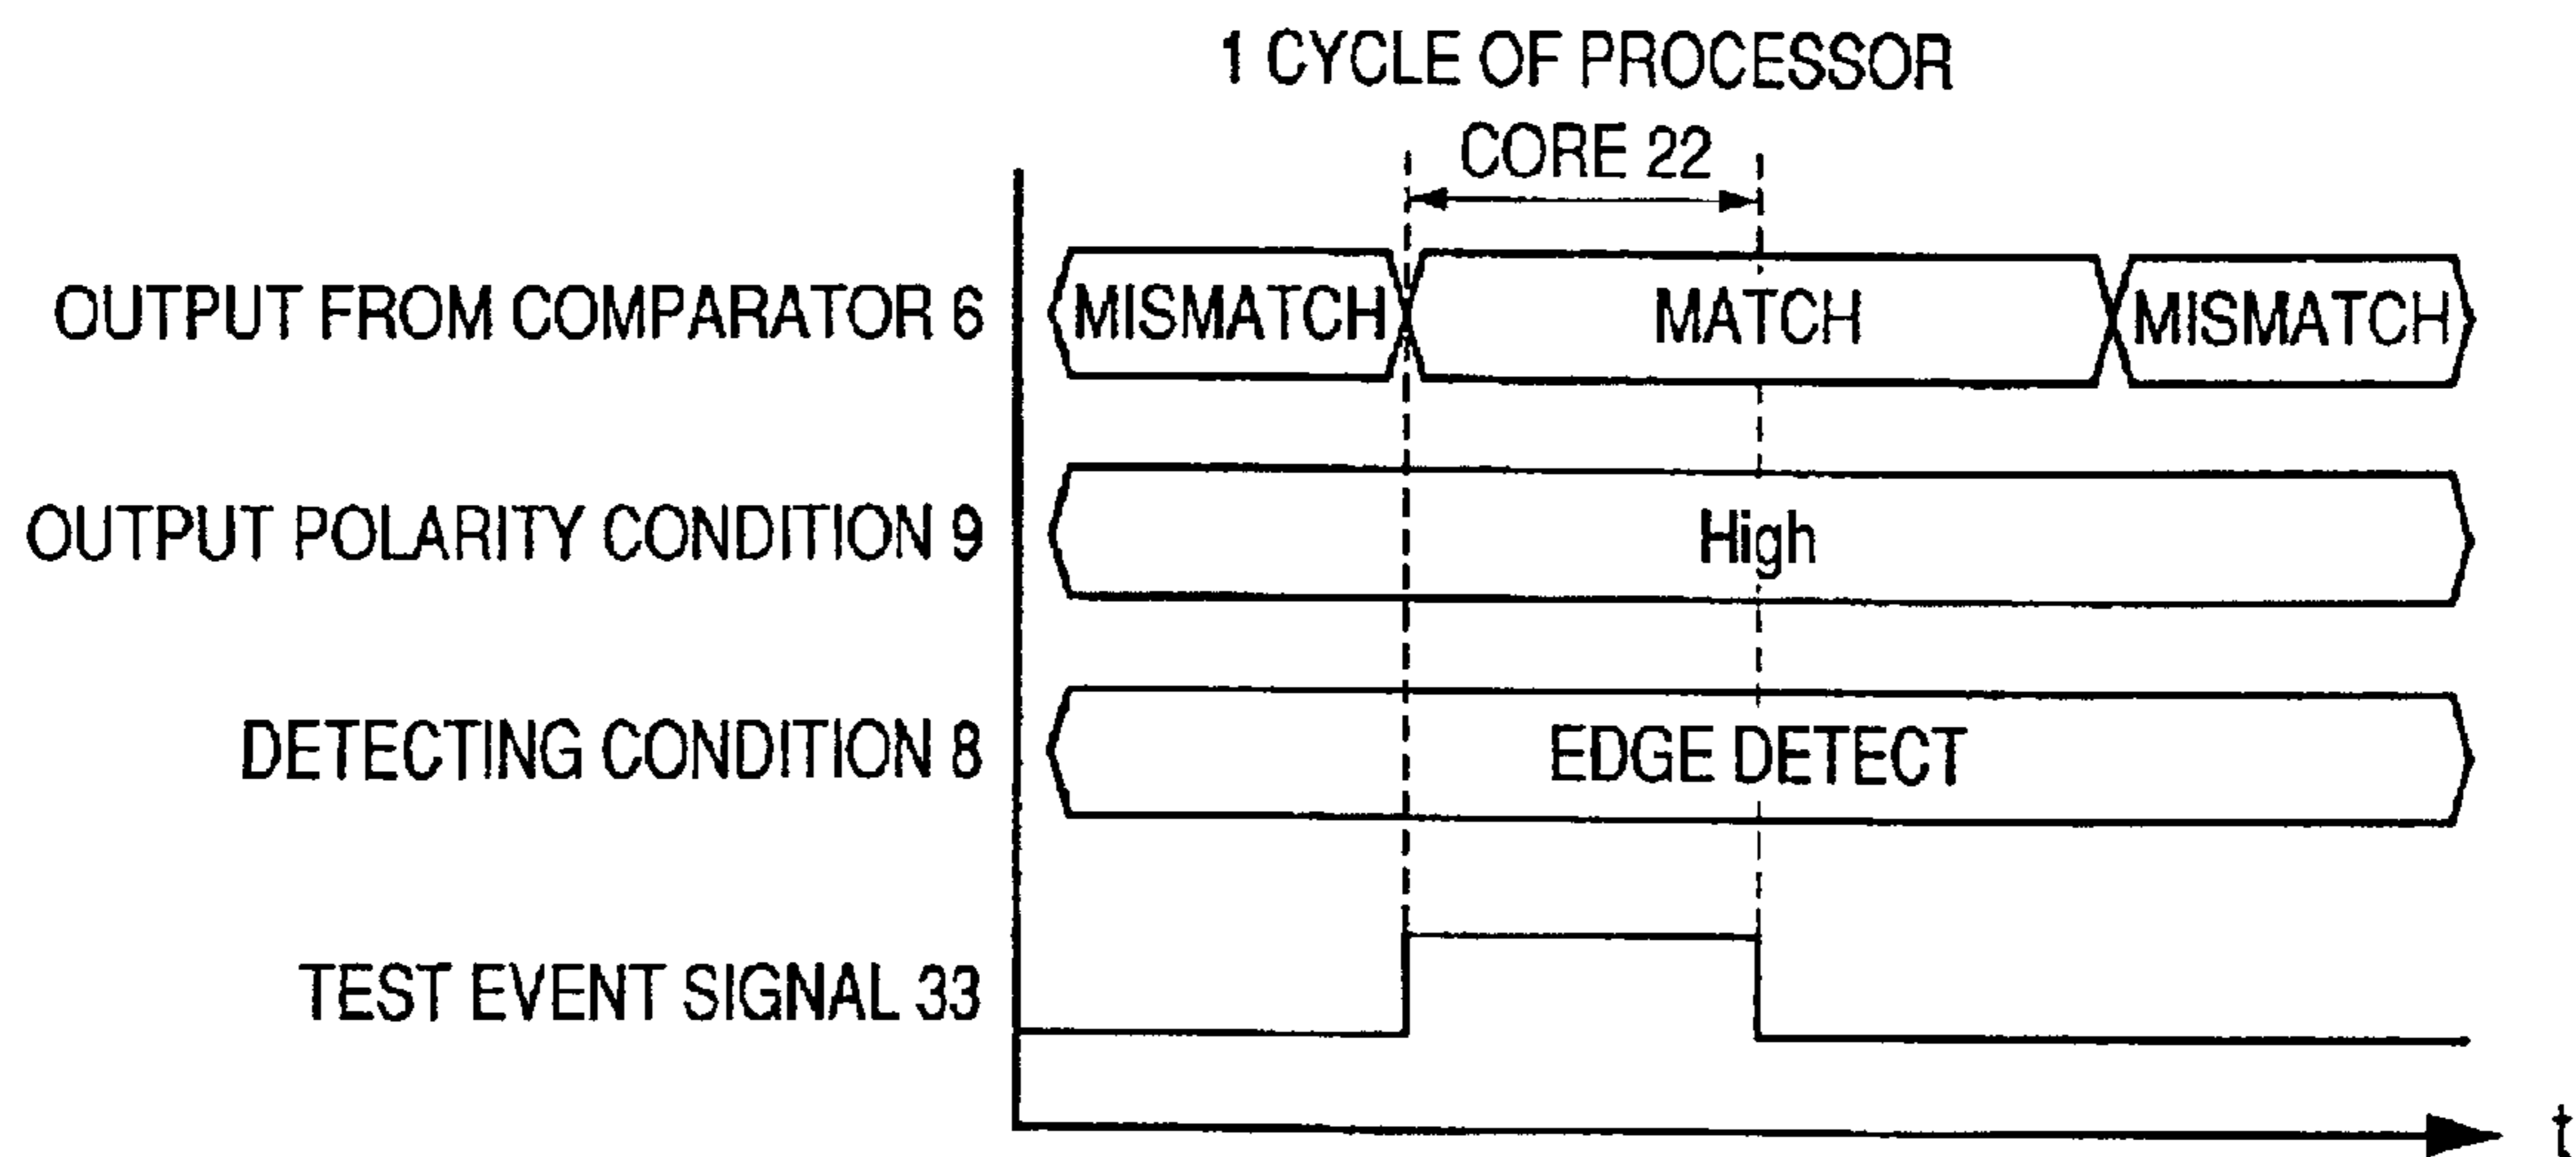 1 CYCLE OF PROCESSOR
CORE 22
OUTPUT FROM COMPARATOR 6 MISMATCH MATCH MISMATCH
OUTPUT POLARITY CONDITION 9 High
DETECTING CONDITION 8 EDGE DETECT
TEST EVENT SIGNAL 33
t